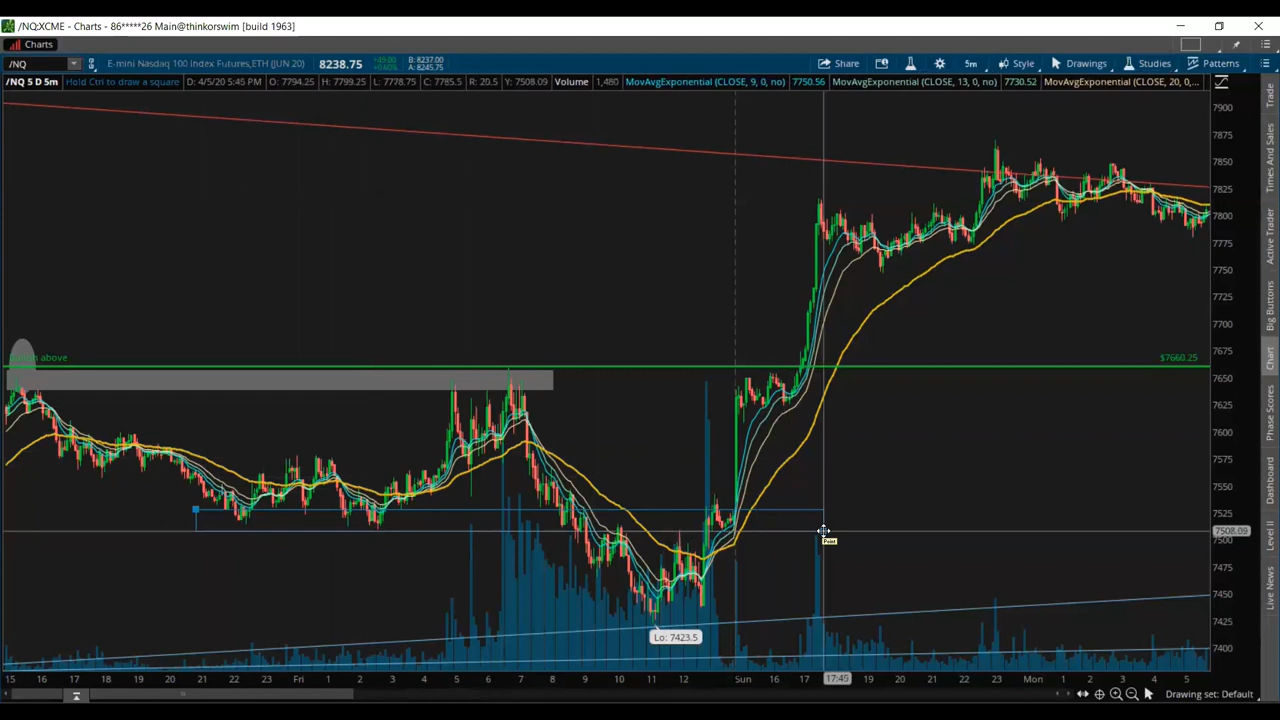 /NQ:XCME - Charts - 86*****26 Main@thinkorswim [build 1963]
Charts
/NQ
E-mini Nasdaq 100 Index Futures,ETH (JUN 20)
8238.75
B: 8237.00
A: 8245.75
Share
5m
Style
Drawings
Studies
Patterns
/NQ 5 D 5m
Hold Ctrl to draw a square
D: 4/5/20 5:45 PM
O: 7794.25
H: 7799.25
L: 7778.75
C: 7785.5
R: 20.5
Y: 7508.09
Volume
1,480
MovAvgExponential (CLOSE, 9, 0, no)
7750.56
MovAvgExponential (CLOSE, 13, 0, no)
7730.52
MovAvgExponential (CLOSE, 20, 0,...
7900
7875
7850
7825
7800
7775
7750
7725
7700
7675
7650
7625
7600
7575
7550
7525
7508.09
7500
7475
7450
7425
7400
above
$7660.25
Point
Lo: 7423.5
15 16 17 18 19 20 21 22 23 Fri 1 2 3 4 5 6 7 8 9 10 11 12 Sun 16 17 17:45 19 20 21 22 23 Mon 1 2 3 4 5
Drawing set: Default
Trade
Times And Sales
Active Trader
Big Buttons
Chart
Phase Scores
Dashboard
Level II
Live News